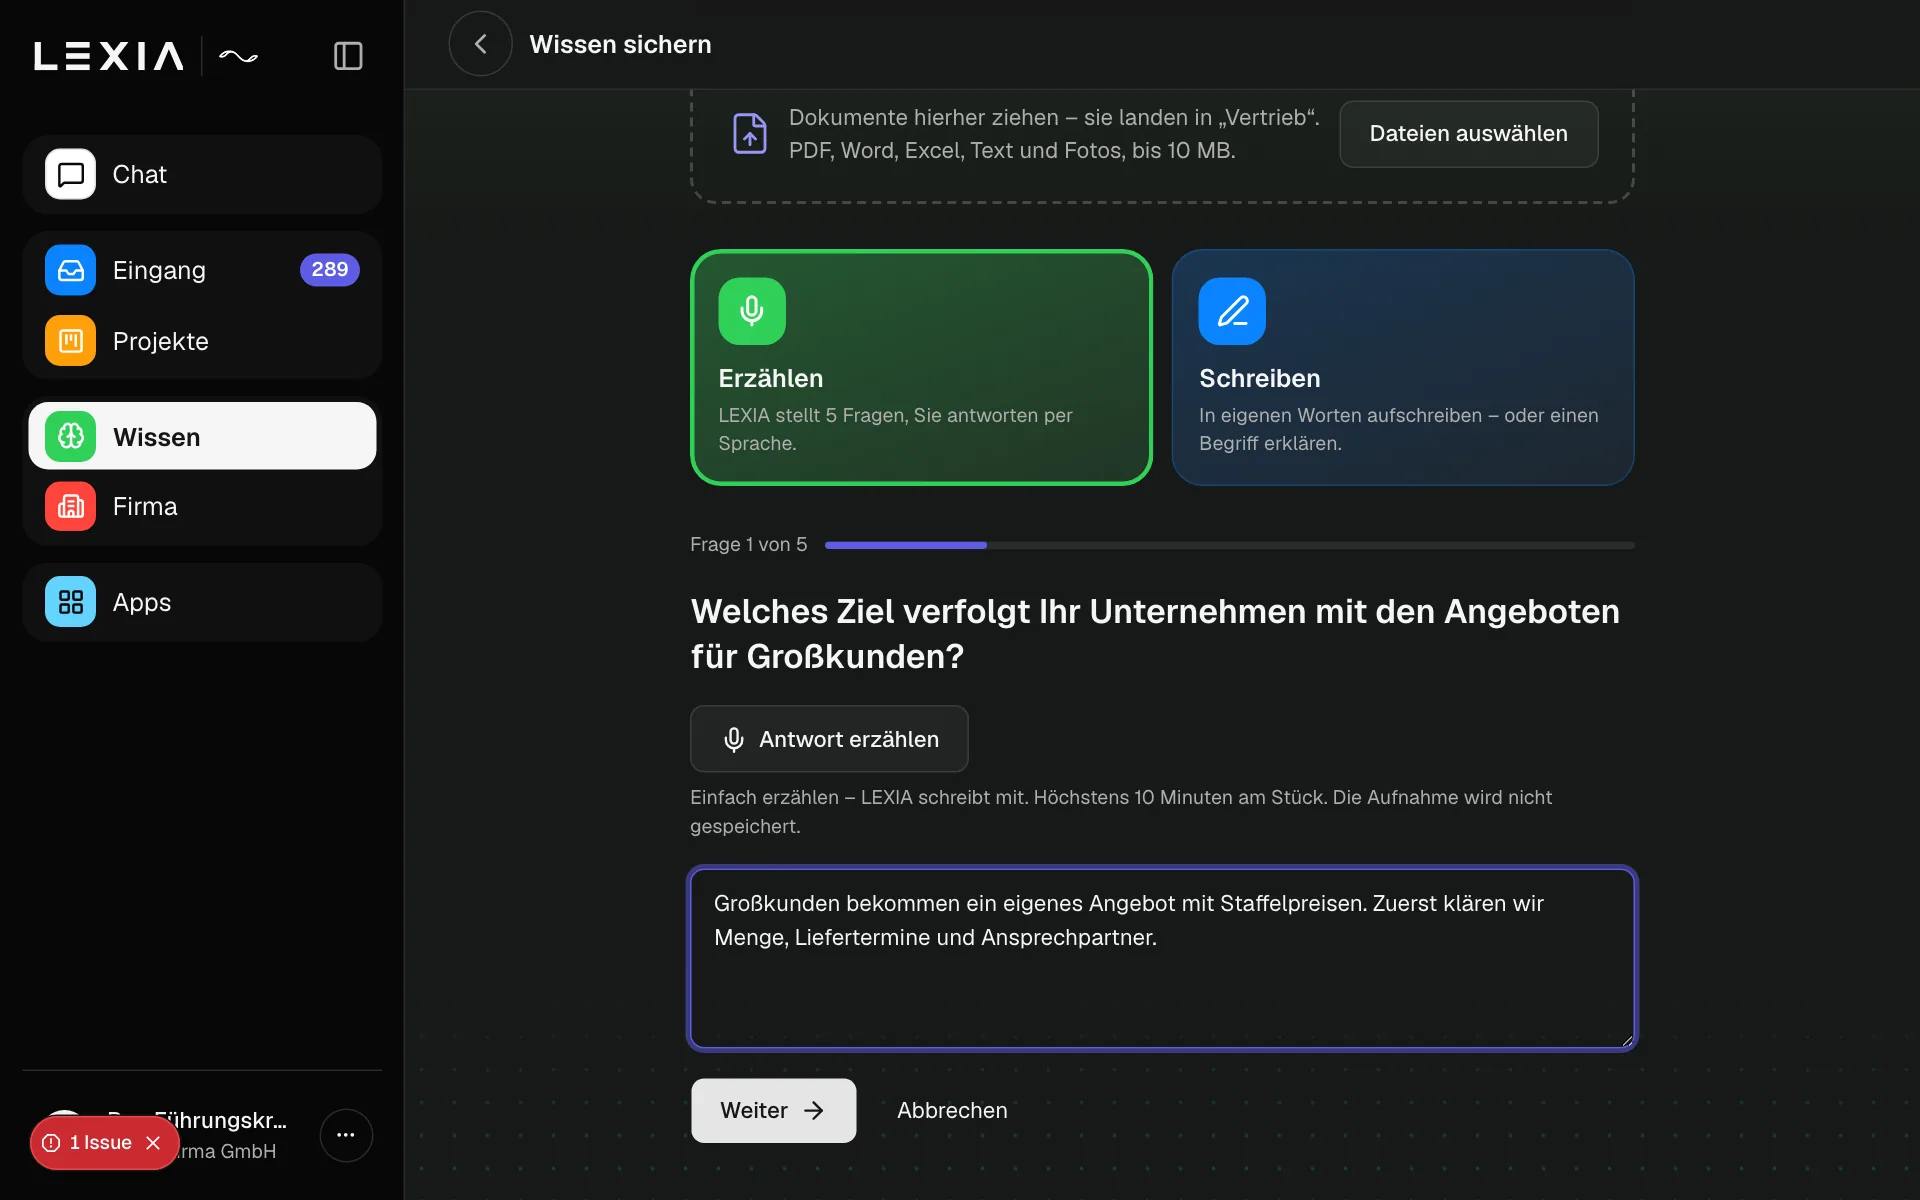 LEXIA
Wissen sichern
Chat
Eingang 289
Projekte
Wissen
Firma
Apps
Führungskr...
rma GmbH
1 Issue
Dokumente hierher ziehen – sie landen in „Vertrieb“.
PDF, Word, Excel, Text und Fotos, bis 10 MB.
Dateien auswählen
Erzählen
LEXIA stellt 5 Fragen, Sie antworten per
Sprache.
Schreiben
In eigenen Worten aufschreiben – oder einen
Begriff erklären.
Frage 1 von 5
Welches Ziel verfolgt Ihr Unternehmen mit den Angeboten
für Großkunden?
Antwort erzählen
Einfach erzählen – LEXIA schreibt mit. Höchstens 10 Minuten am Stück. Die Aufnahme wird nicht
gespeichert.
Großkunden bekommen ein eigenes Angebot mit Staffelpreisen. Zuerst klären wir
Menge, Liefertermine und Ansprechpartner.
Weiter
Abbrechen